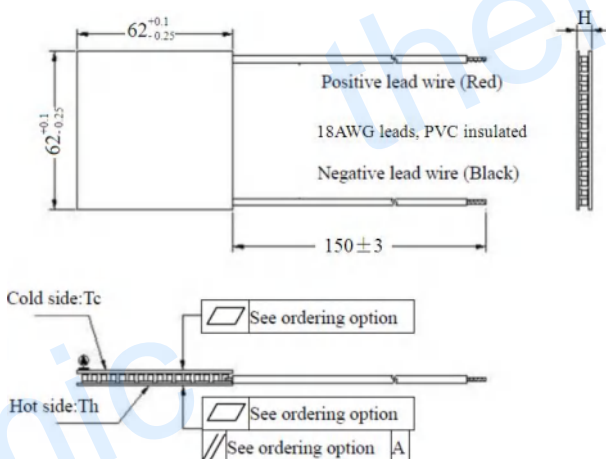 62+0.1 -0.25
H
Positive lead wire (Red)
62+0.1 -0.25
18AWG leads, PVC insulated
Negative lead wire (Black)
150±3
Cold side:Tc
See ordering option
Hot side:Th
See ordering option
See ordering option A